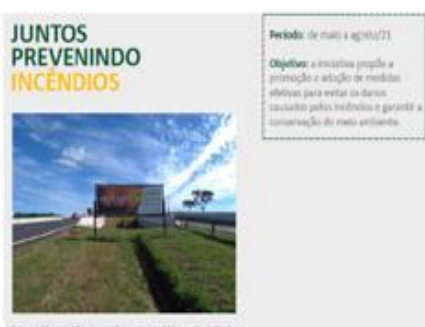 JUNTOS
PREVENINDO
INCÊNDIOS
Período: de maio a agosto/21
Objetivo: a iniciativa propõe a
promoção e adoção de medidas
efetivas para evitar os danos
causados pelos incêndios e garantir a
conservação do meio ambiente.